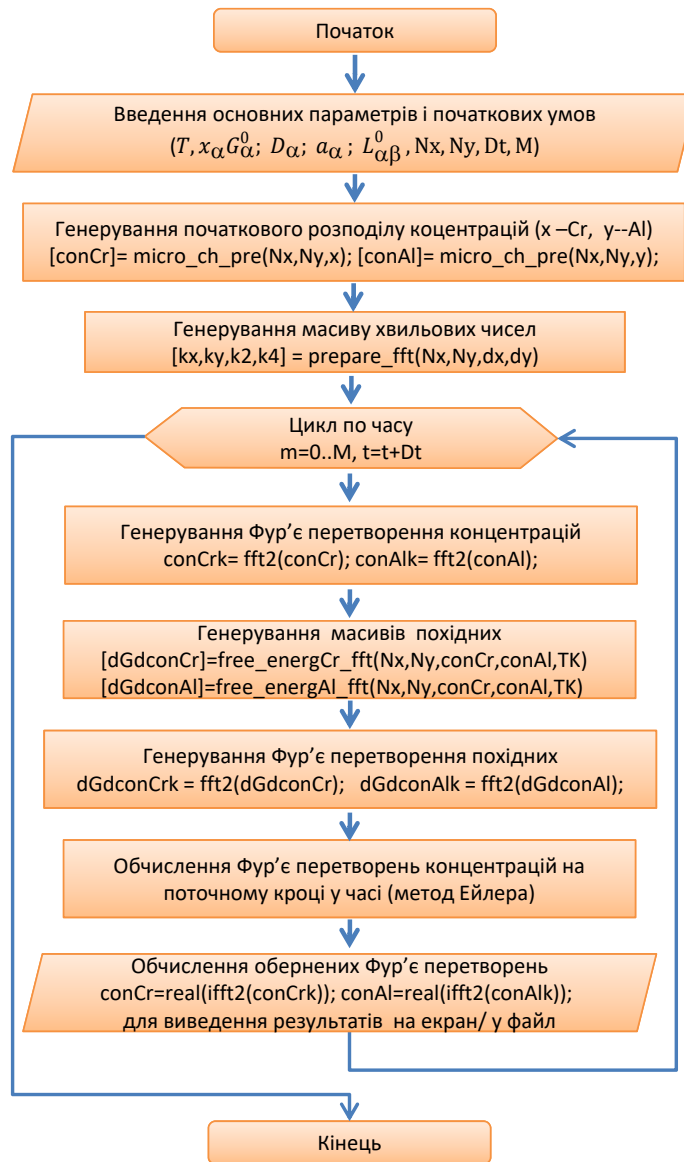 Початок
Введення основних параметрів і початкових умов
(T, x_α G_α^0; D_α; a_α; L_αβ^0, Nx, Ny, Dt, M)
Генерування початкового розподілу коцентрацій (x –Cr, y--Al)
[conCr]= micro_ch_pre(Nx,Ny,x); [conAl]= micro_ch_pre(Nx,Ny,y);
Генерування масиву хвильових чисел
[kx,ky,k2,k4] = prepare_fft(Nx,Ny,dx,dy)
Цикл по часу
m=0..M, t=t+Dt
Генерування Фур’є перетворення концентрацій
conCrk= fft2(conCr); conAlk= fft2(conAl);
Генерування масивів похідних
[dGdconCr]=free_energCr_fft(Nx,Ny,conCr,conAl,TK)
[dGdconAl]=free_energAl_fft(Nx,Ny,conCr,conAl,TK)
Генерування Фур’є перетворення похідних
dGdconCrk = fft2(dGdconCr); dGdconAlk = fft2(dGdconAl);
Обчислення Фур’є перетворень концентрацій на
поточному кроці у часі (метод Ейлера)
Обчислення обернених Фур’є перетворень
conCr=real(ifft2(conCrk)); conAl=real(ifft2(conAlk));
для виведення результатів на екран/ у файл
Кінець